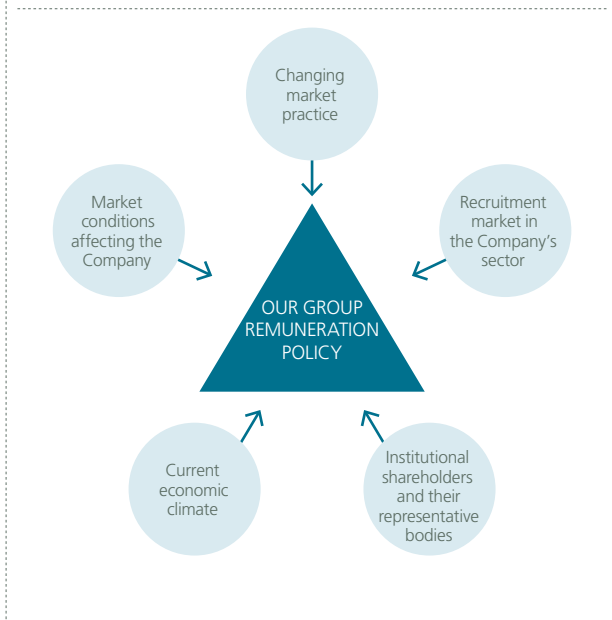 Changing
market
practice
Market
conditions
affecting the
Company
Recruitment
market in
the Company’s
sector
OUR GROUP
REMUNERATION
POLICY
Current
economic
climate
Institutional
shareholders
and their
representative
bodies